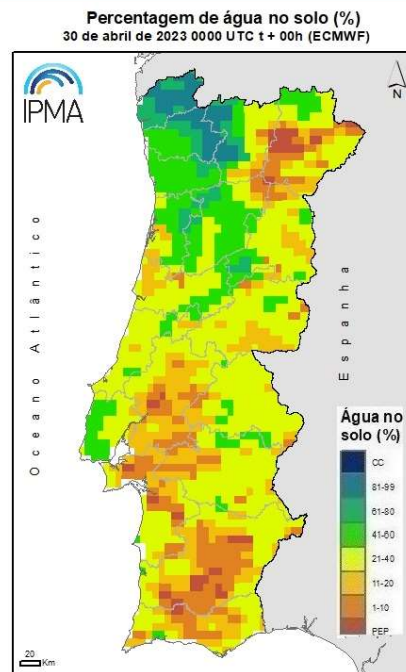 Percentagem de água no solo (%)
30 de abril de 2023 0000 UTC t + 00h (ECMWF)
IPMA
N
Oceano Atlântico
Espanha
Água no
solo (%)
CC
81-99
61-80
41-60
21-40
11-20
1-10
PEP
20
Km